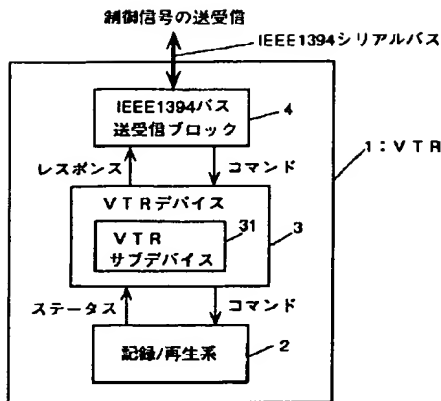 制御信号の送受信
IEEE1394シリアルバス
IEEE1394バス
送受信ブロック
4
1:VTR
レスポンス
コマンド
VTRデバイス
31
3
VTR
サブデバイス
ステータス
コマンド
記録/再生系
2